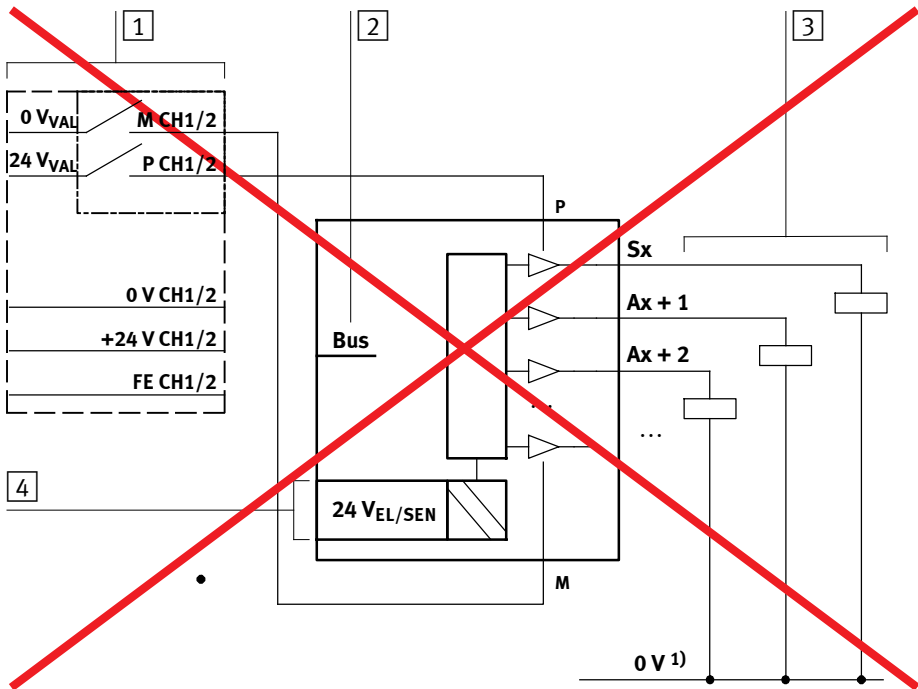 1
2
3
0 VVAL
M CH1/2
24 VVAL
P CH1/2
P
Sx
0 V CH1/2
Ax + 1
+24 V CH1/2
Bus
Ax + 2
FE CH1/2
...
...
4
24 VEL/SEN
M
0 V 1)